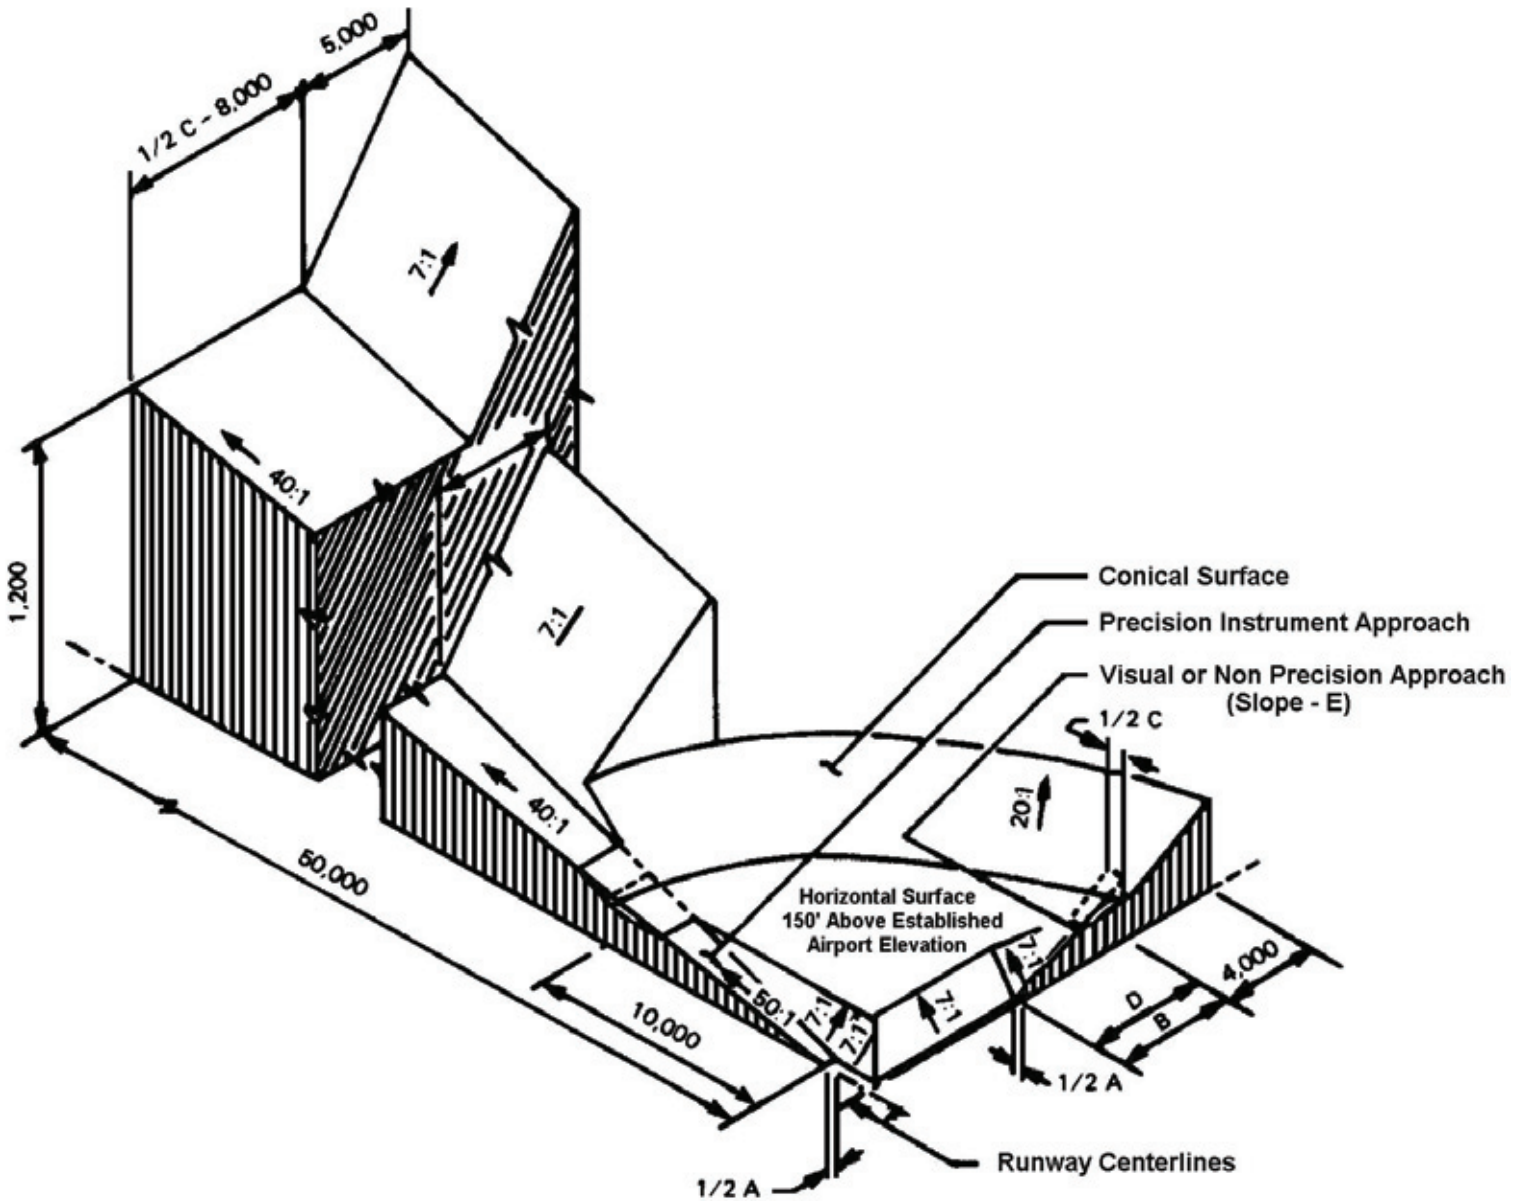 5,000
1/2 C - 8,000
7:1
40:1
1,200
7:1
Conical Surface
Precision Instrument Approach
Visual or Non Precision Approach
(Slope - E)
1/2 C
20:1
40:1
50,000
Horizontal Surface
150' Above Established
Airport Elevation
7:1
4,000
50:1
7:1
7:1
7:1
D
B
10,000
1/2 A
Runway Centerlines
1/2 A